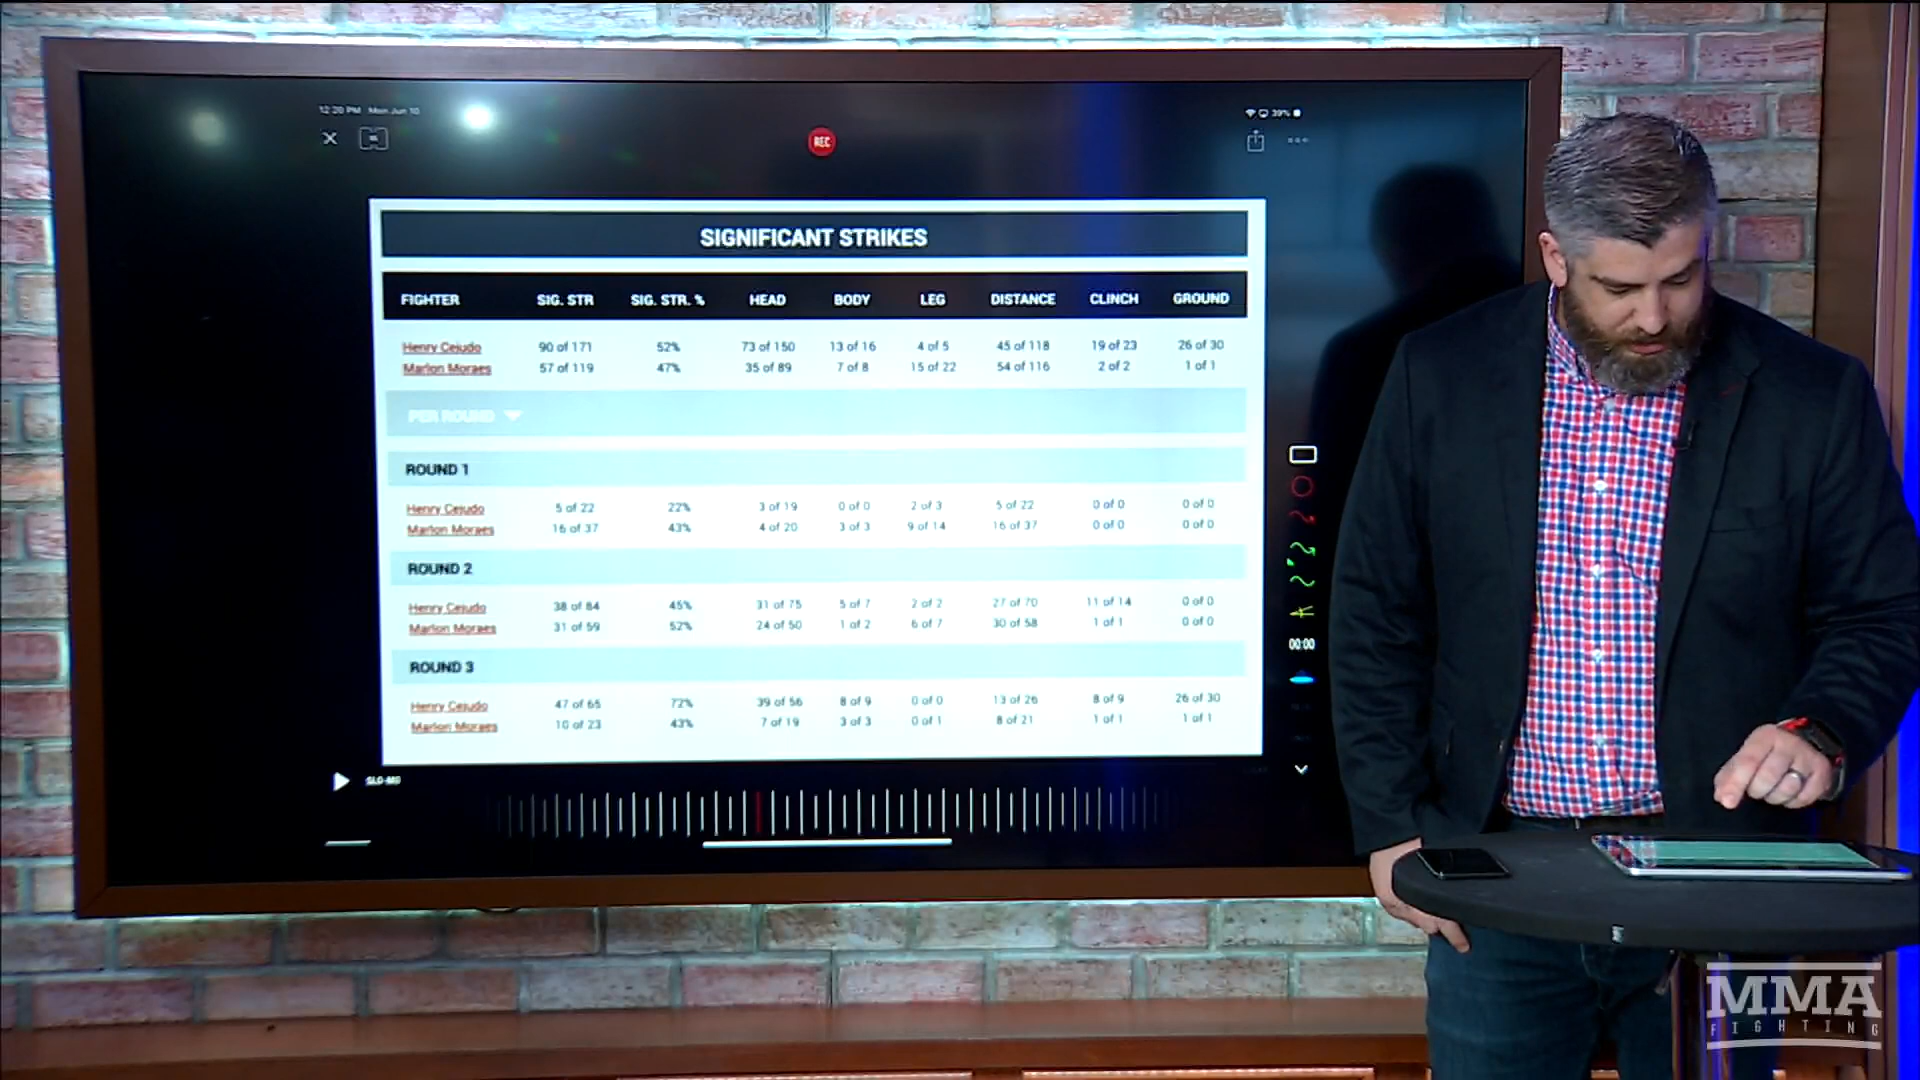 12:20 PM Mon Jun 10
39%
REC
SIGNIFICANT STRIKES
FIGHTER SIG. STR SIG. STR. % HEAD BODY LEG DISTANCE CLINCH GROUND
Henry Cejudo 90 of 171 52% 73 of 150 13 of 16 4 of 5 45 of 118 19 of 23 26 of 30
Marlon Moraes 57 of 119 47% 35 of 89 7 of 8 15 of 22 54 of 116 2 of 2 1 of 1
PER ROUND
ROUND 1
Henry Cejudo 5 of 22 22% 3 of 19 0 of 0 2 of 3 5 of 22 0 of 0 0 of 0
Marlon Moraes 16 of 37 43% 4 of 20 3 of 3 9 of 14 16 of 37 0 of 0 0 of 0
ROUND 2
Henry Cejudo 38 of 84 45% 31 of 75 5 of 7 2 of 2 27 of 70 11 of 14 0 of 0
Marlon Moraes 31 of 59 52% 24 of 50 1 of 2 6 of 7 30 of 58 1 of 1 0 of 0
ROUND 3
Henry Cejudo 47 of 65 72% 39 of 56 8 of 9 0 of 0 13 of 26 8 of 9 26 of 30
Marlon Moraes 10 of 23 43% 7 of 19 3 of 3 0 of 1 8 of 21 1 of 1 1 of 1
00:00
SLO-MO
MMA
FIGHTING